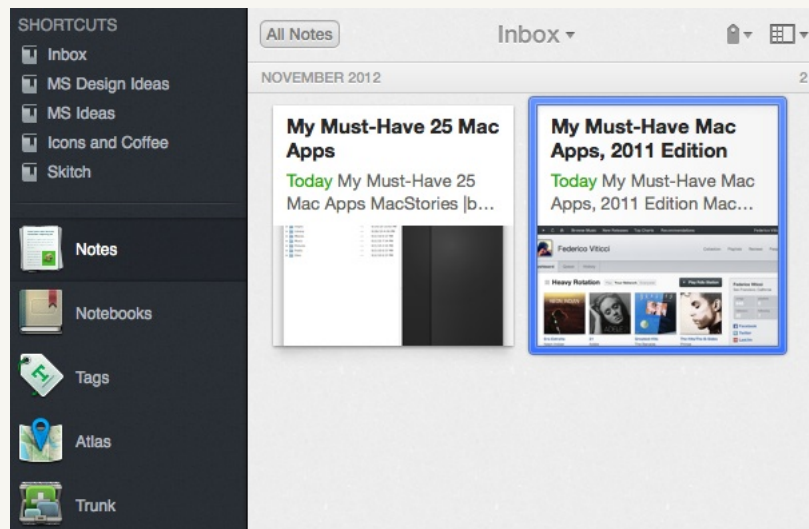 SHORTCUTS
Inbox
MS Design Ideas
MS Ideas
Icons and Coffee
Skitch
Notes
Notebooks
Tags
Atlas
Trunk
All Notes
Inbox
NOVEMBER 2012
2
My Must-Have 25 Mac
Apps
Today My Must-Have 25
Mac Apps MacStories |b...
My Must-Have Mac
Apps, 2011 Edition
Today My Must-Have Mac
Apps, 2011 Edition Mac...
Federico Viticci
Heavy Rotation